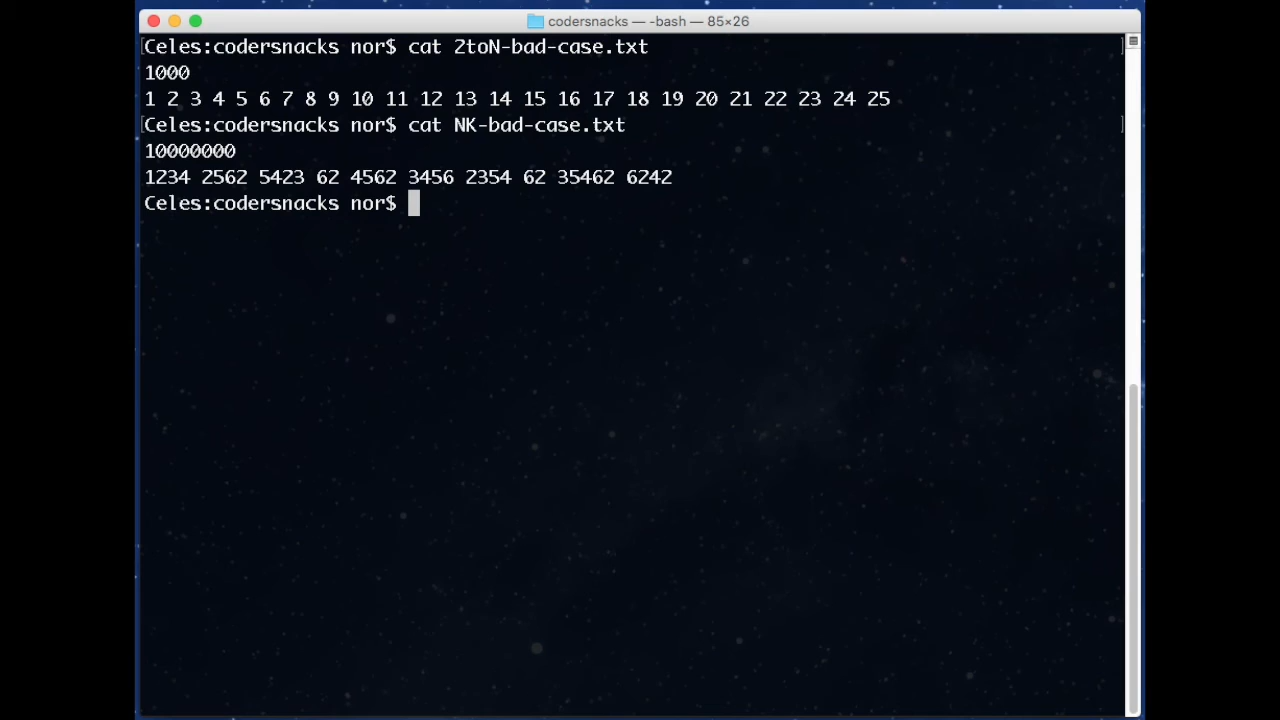 codersnacks — -bash — 85×26
[Celes:codersnacks nor$ cat 2toN-bad-case.txt ]
1000
1 2 3 4 5 6 7 8 9 10 11 12 13 14 15 16 17 18 19 20 21 22 23 24 25
[Celes:codersnacks nor$ cat NK-bad-case.txt ]
10000000
1234 2562 5423 62 4562 3456 2354 62 35462 6242
Celes:codersnacks nor$